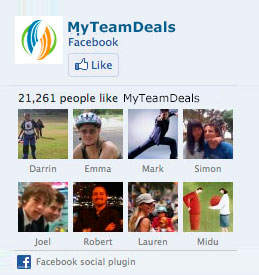 MyTeamDeals
Facebook
Like
21,261 people like MyTeamDeals
Darrin Emma Mark Simon
Joel Robert Lauren Midu
Facebook social plugin